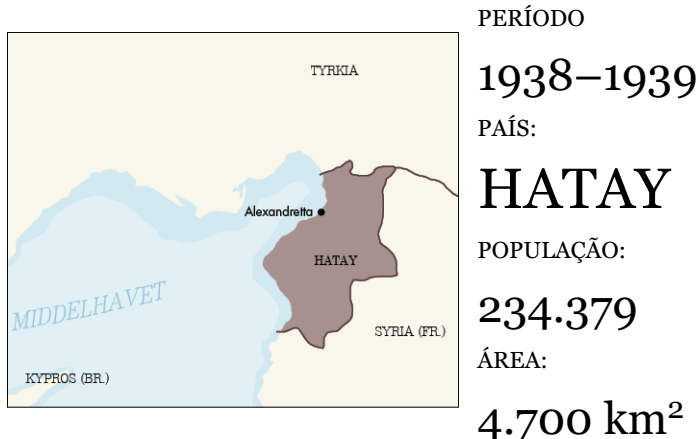 TYRKIA
Alexandretta
HATAY
MIDDELHAVET
SYRIA (FR.)
KYPROS (BR.)
PERÍODO
1938–1939
PAÍS:
HATAY
POPULAÇÃO:
234.379
ÁREA:
4.700 km²